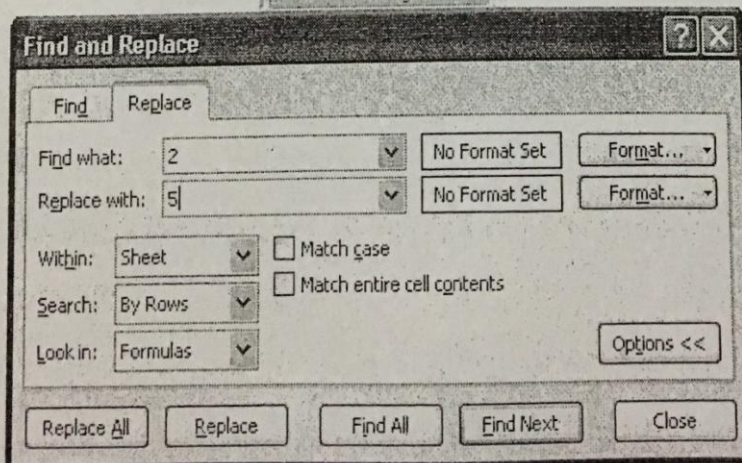 Find and Replace
Find Replace
Find what: 2 No Format Set Format...
Replace with: 5 No Format Set Format...
Within: Sheet Match case
Match entire cell contents
Search: By Rows
Look in: Formulas Options <<
Replace All Replace Find All Find Next Close